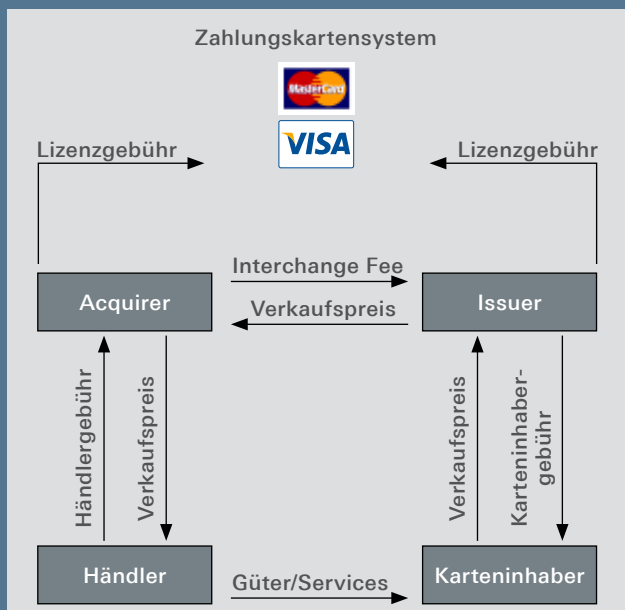 Zahlungskartensystem
MasterCard
VISA
Lizenzgebühr
Lizenzgebühr
Interchange Fee
Acquirer
Issuer
Verkaufspreis
Händlergebühr
Verkaufspreis
Verkaufspreis
Karteninhaber-
gebühr
Händler
Karteninhaber
Güter/Services